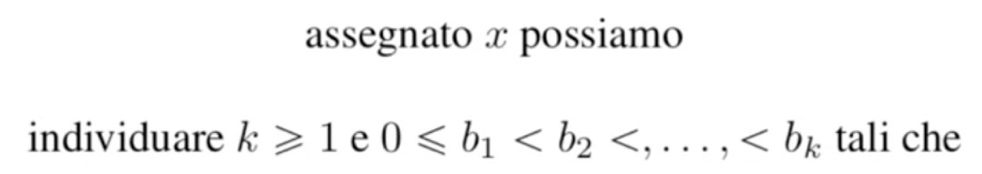 assegnato x possiamo
individuare k ⩾ 1 e 0 ⩽ b₁ < b₂ <, . . . , < bₖ tali che